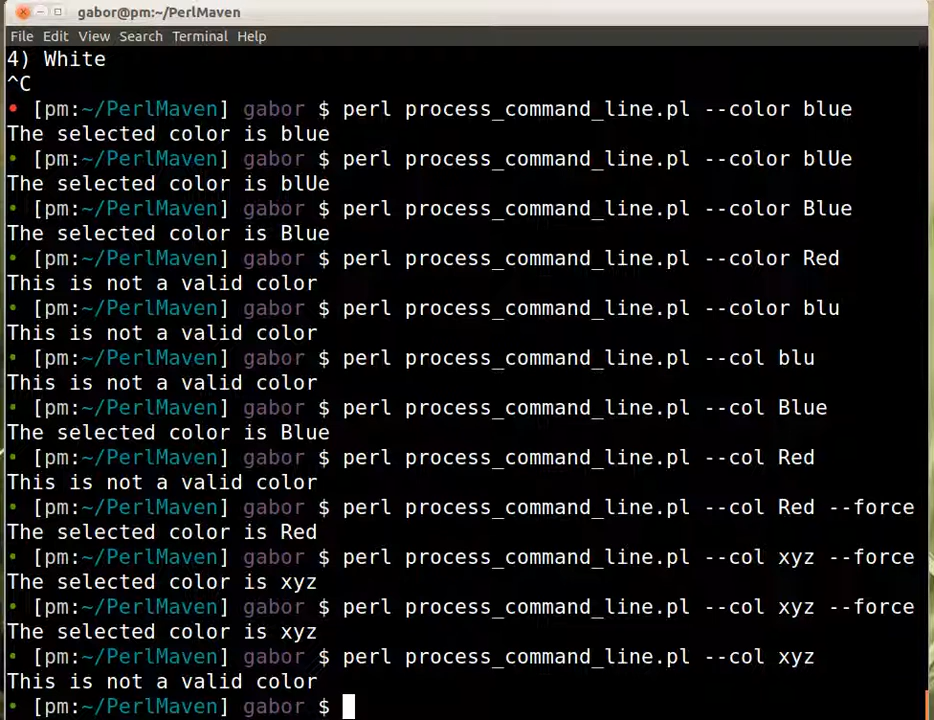 gabor@pm:~/PerlMaven
File Edit View Search Terminal Help
4) White
^C
• [pm:~/PerlMaven] gabor $ perl process_command_line.pl --color blue
The selected color is blue
• [pm:~/PerlMaven] gabor $ perl process_command_line.pl --color blUe
The selected color is blUe
• [pm:~/PerlMaven] gabor $ perl process_command_line.pl --color Blue
The selected color is Blue
• [pm:~/PerlMaven] gabor $ perl process_command_line.pl --color Red
This is not a valid color
• [pm:~/PerlMaven] gabor $ perl process_command_line.pl --color blu
This is not a valid color
• [pm:~/PerlMaven] gabor $ perl process_command_line.pl --col blu
This is not a valid color
• [pm:~/PerlMaven] gabor $ perl process_command_line.pl --col Blue
The selected color is Blue
• [pm:~/PerlMaven] gabor $ perl process_command_line.pl --col Red
This is not a valid color
• [pm:~/PerlMaven] gabor $ perl process_command_line.pl --col Red --force
The selected color is Red
• [pm:~/PerlMaven] gabor $ perl process_command_line.pl --col xyz --force
The selected color is xyz
• [pm:~/PerlMaven] gabor $ perl process_command_line.pl --col xyz --force
The selected color is xyz
• [pm:~/PerlMaven] gabor $ perl process_command_line.pl --col xyz
This is not a valid color
• [pm:~/PerlMaven] gabor $